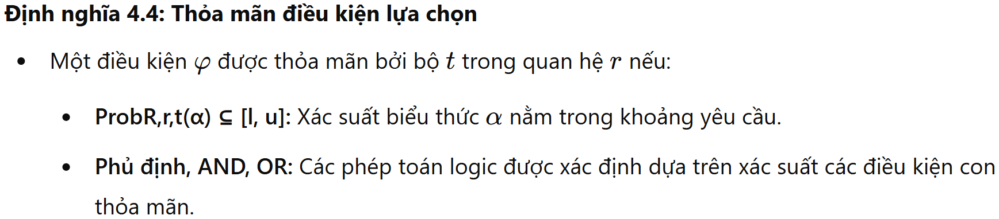 Định nghĩa 4.4: Thỏa mãn điều kiện lựa chọn
• Một điều kiện φ được thỏa mãn bởi bộ t trong quan hệ r nếu:
• ProbR,r,t(α) ⊆ [l, u]: Xác suất biểu thức α nằm trong khoảng yêu cầu.
• Phủ định, AND, OR: Các phép toán logic được xác định dựa trên xác suất các điều kiện con
thỏa mãn.